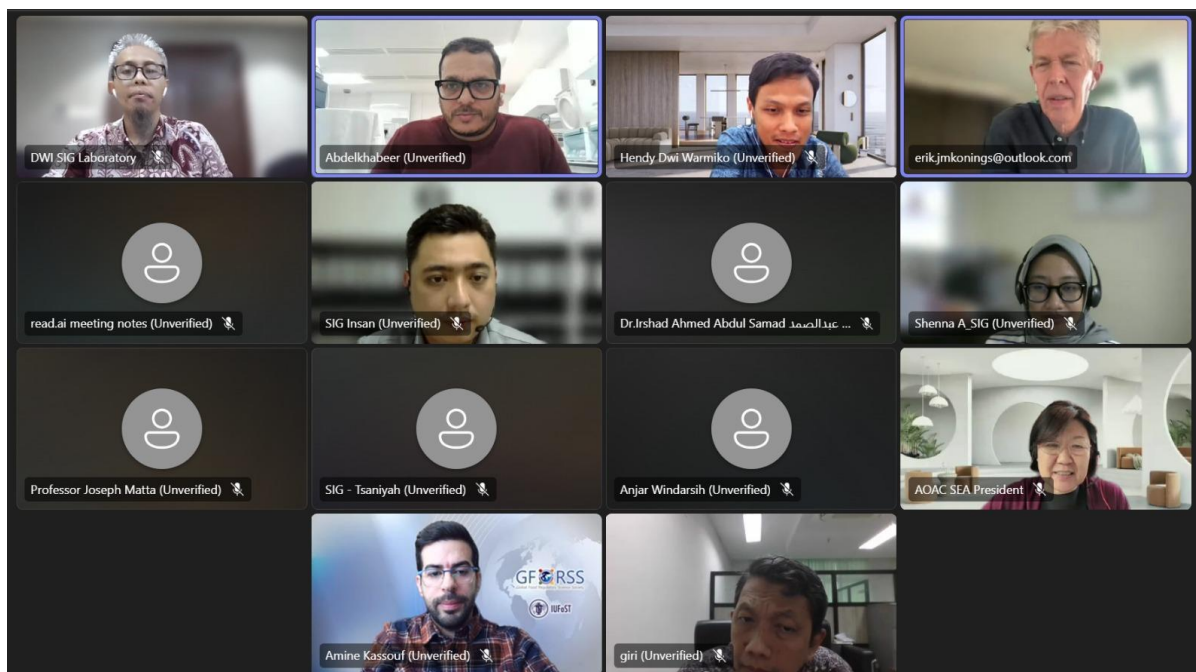 DWI SIG Laboratory
Abdelkhabeer (Unverified)
Hendy Dwi Warmiko (Unverified)
erik.jmkonings@outlook.com
read.ai meeting notes (Unverified)
SIG Insan (Unverified)
Dr.Irshad Ahmed Abdul Samad عبدالصمد ...
Shenna A_SIG (Unverified)
Professor Joseph Matta (Unverified)
SIG - Tsaniyah (Unverified)
Anjar Windarsih (Unverified)
AOAC SEA President
GFORSS
IUFoST
Amine Kassouf (Unverified)
giri (Unverified)